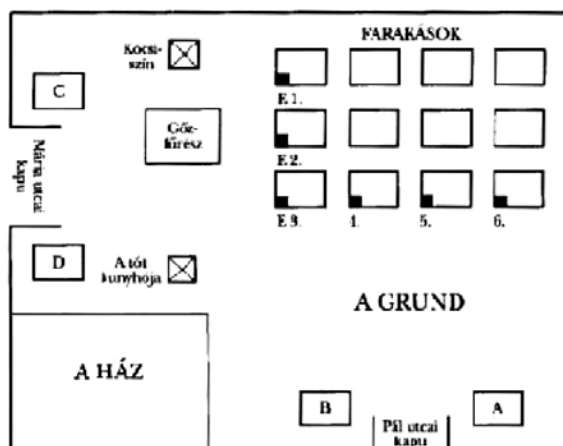 FARAKÁSOK
Kocsi-
szín
C
E 1.
Gőz-
fűrész
Mária utcai
kapu
E 2.
E 3.
4.
5.
6.
D
A tót
kunyhója
A GRUND
A HÁZ
B
A
Pál utcai
kapu